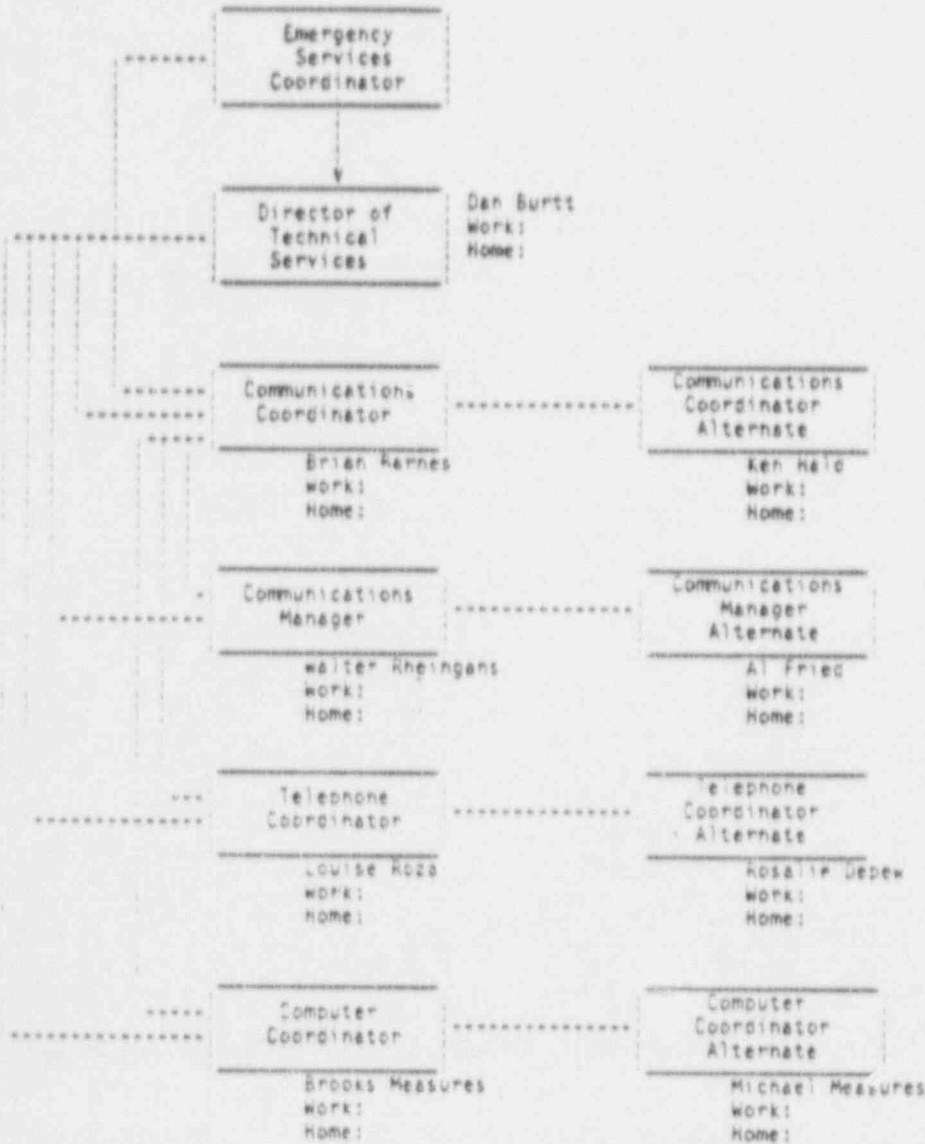 Emergency
Services
Coordinator
Director of
Technical
Services
Dan Burtt
Work:
Home:
Communications
Coordinator
Brian
Work:
Home:
Communications
Coordinator
Alternate
Ken
Work:
Home:
Communications
Manager
Walter Rheingans
Work:
Home:
Communications
Manager
Alternate
Al Fried
Work:
Home:
Telephone
Coordinator
Louise Roza
Work:
Home:
Telephone
Coordinator
Alternate
Rosalie Depew
Work:
Home:
Computer
Coordinator
Brooks Measures
Work:
Home:
Computer
Coordinator
Alternate
Michael Measures
Work:
Home: